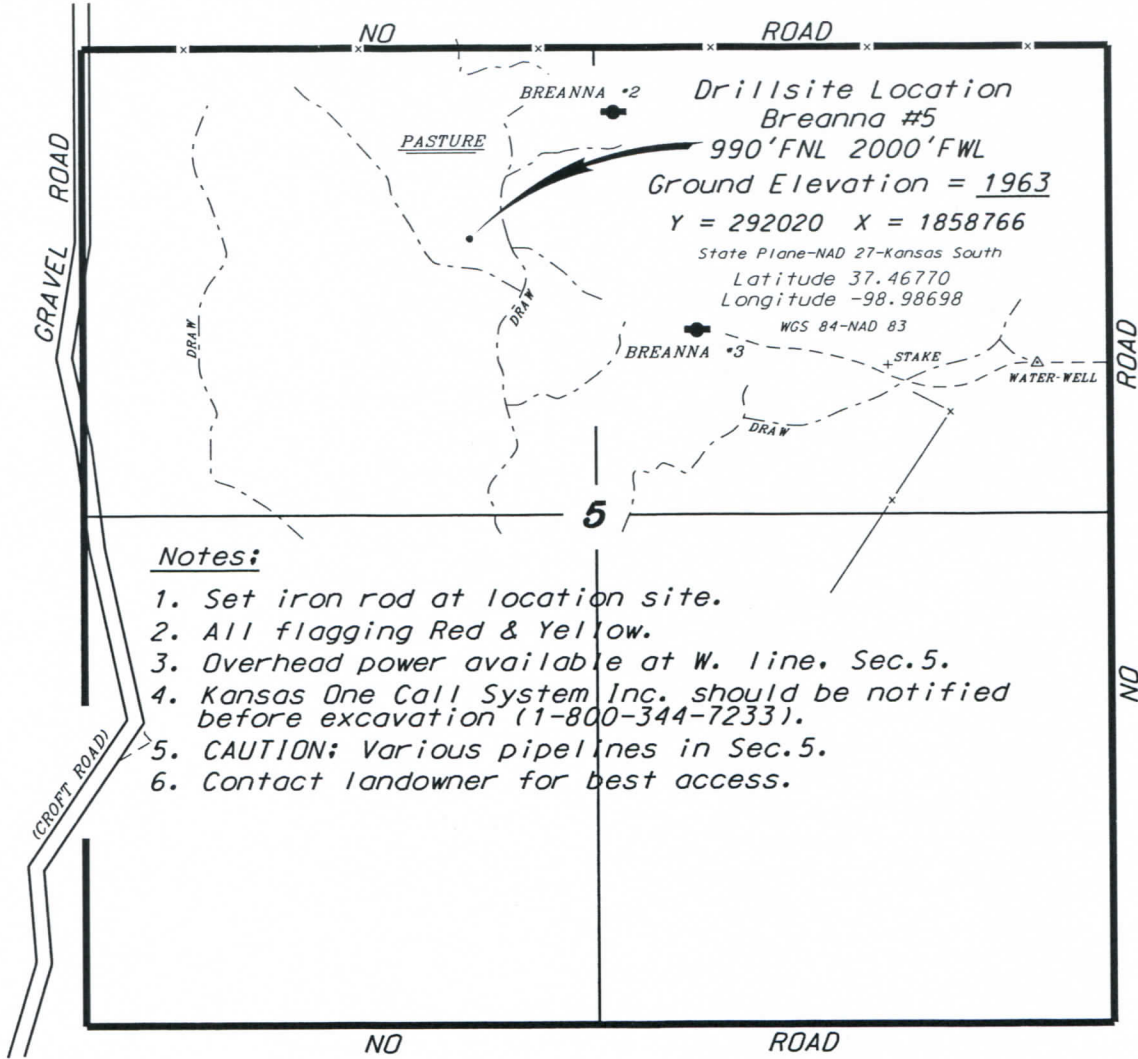 NO ROAD
BREANNA #2
Drillsite Location
Breanna #5
990'FNL 2000'FWL
Ground Elevation = 1963
Y = 292020 X = 1858766
State Plane-NAD 27-Kansas South
Latitude 37.46770
Longitude -98.98698
WGS 84-NAD 83
PASTURE
GRAVEL ROAD
DRAW
DRAW
BREANNA #3
STAKE
WATER-WELL
DRAW
NO ROAD
5
Notes:
1. Set iron rod at location site.
2. All flagging Red & Yellow.
3. Overhead power available at W. line, Sec.5.
4. Kansas One Call System Inc. should be notified
before excavation (1-800-344-7233).
5. CAUTION: Various pipelines in Sec.5.
6. Contact landowner for best access.
(CROFT ROAD)
NO ROAD